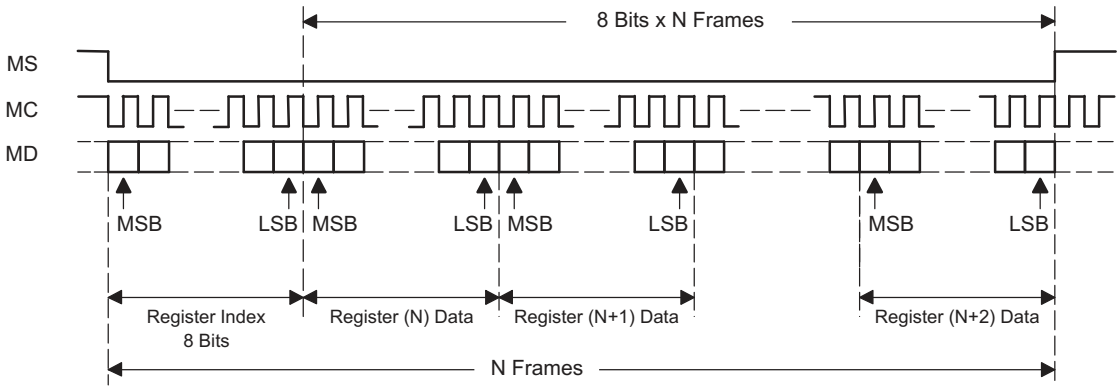 8 Bits x N Frames
MS
MC
MD
MSB LSB MSB LSB MSB LSB MSB LSB
Register Index
8 Bits
Register (N) Data
Register (N+1) Data
Register (N+2) Data
N Frames